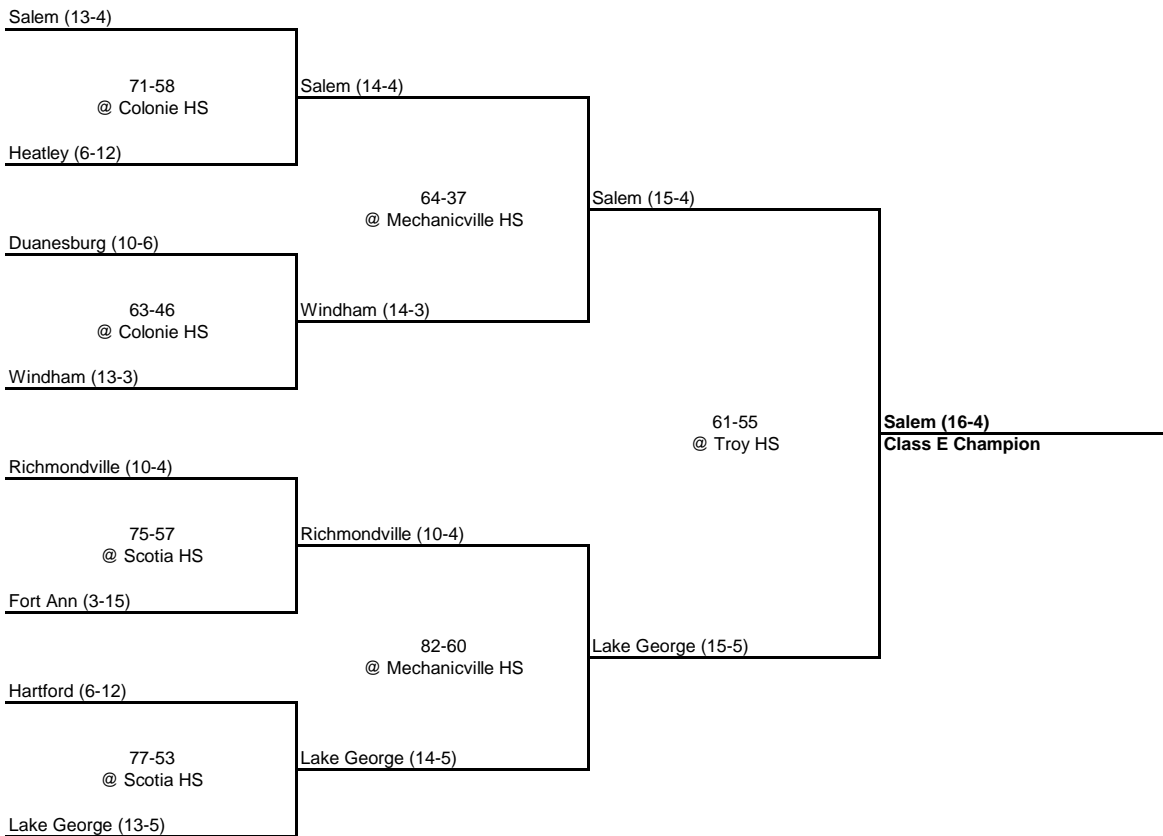 Salem (13-4)
71-58
@ Colonie HS
Salem (14-4)
Heatley (6-12)
64-37
@ Mechanicville HS
Salem (15-4)
Duanesburg (10-6)
63-46
@ Colonie HS
Windham (14-3)
Windham (13-3)
61-55
@ Troy HS
Salem (16-4)
Class E Champion
Richmondville (10-4)
75-57
@ Scotia HS
Richmondville (10-4)
Fort Ann (3-15)
82-60
@ Mechanicville HS
Lake George (15-5)
Hartford (6-12)
77-53
@ Scotia HS
Lake George (14-5)
Lake George (13-5)